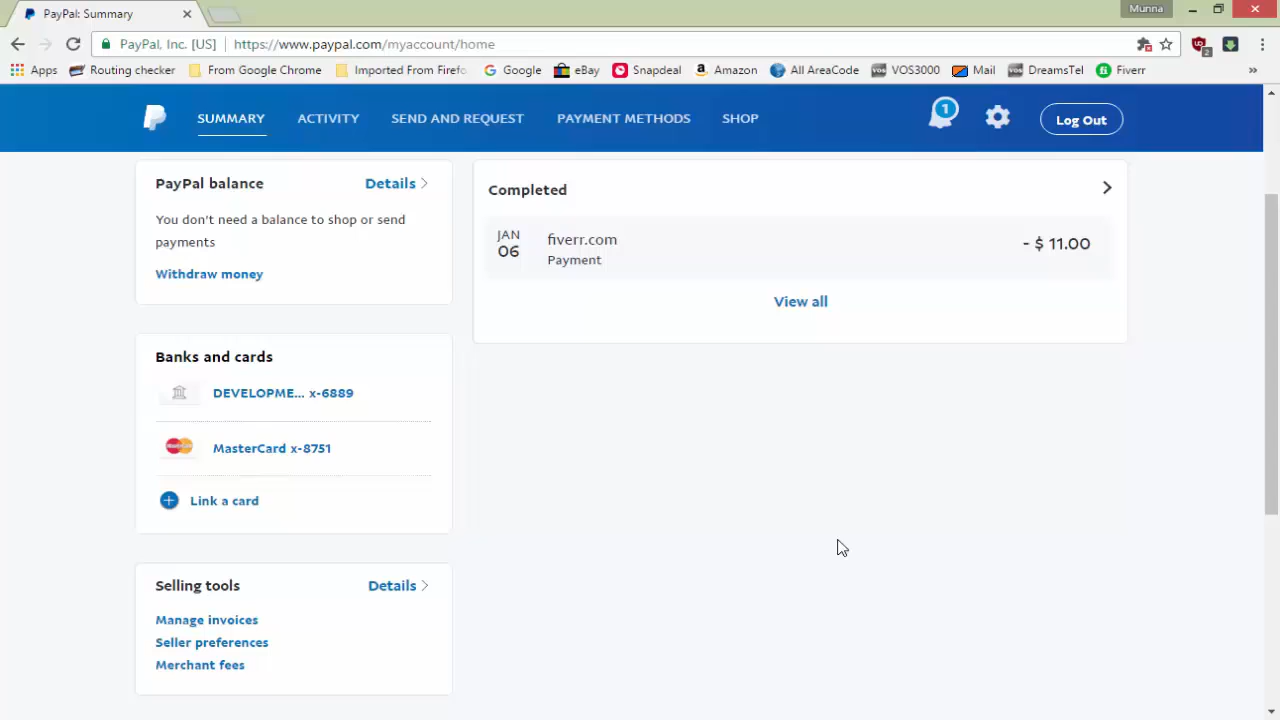 PayPal: Summary
Munna
PayPal, Inc. [US] https://www.paypal.com/myaccount/home
Apps Routing checker From Google Chrome Imported From Firefo Google eBay Snapdeal Amazon All AreaCode VOS3000 Mail DreamsTel Fiverr
SUMMARY ACTIVITY SEND AND REQUEST PAYMENT METHODS SHOP 1 Log Out
PayPal balance Details
You don't need a balance to shop or send
payments
Withdraw money
Completed
JAN
06
fiverr.com
Payment
- $ 11.00
View all
Banks and cards
DEVELOPME... x-6889
MasterCard x-8751
Link a card
Selling tools Details
Manage invoices
Seller preferences
Merchant fees